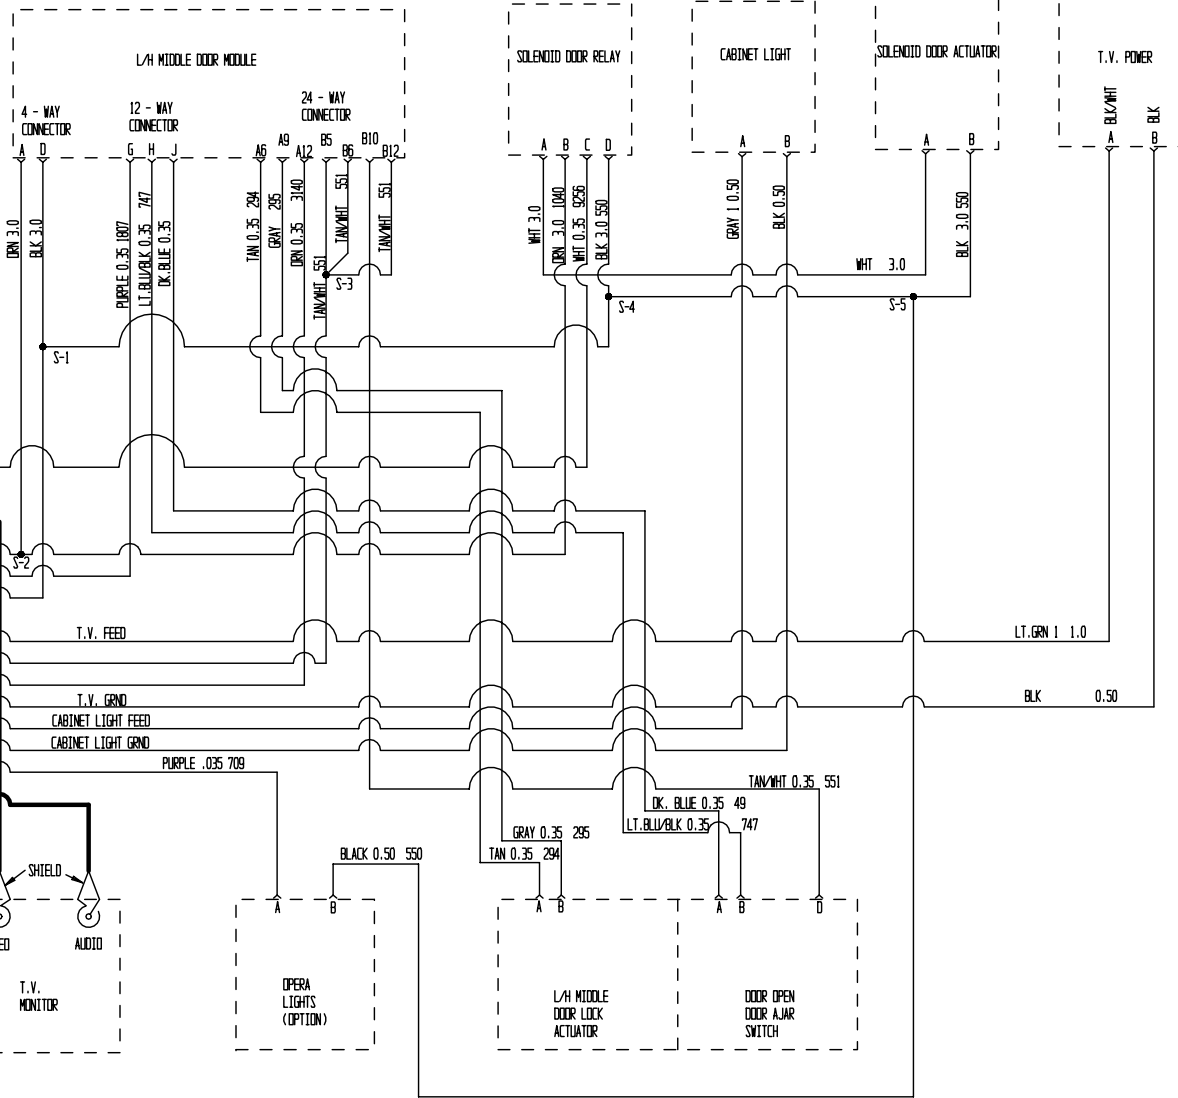 L/H MIDDLE DOOR MODULE
SOLENOID DOOR RELAY
CABINET LIGHT
SOLENOID DOOR ACTUATOR
T.V. POWER
4 - WAY
CONNECTOR
12 - WAY
CONNECTOR
24 - WAY
CONNECTOR
A D
G H J
A6 A9 A12 B5 B6 B10 B12
A B C D
A B
A B
A B
BLK/WHT
BLK
ORN 3.0
BLK 3.0
PURPLE 0.35 1807
LT.BLU/BLK 0.35 747
DK.BLUE 0.35
TAN 0.35 294
GRAY 295
ORN 0.35 3140
TAN/WHT 551
TAN/WHT 551
TAN/WHT 551
WHT 3.0
ORN 3.0 1040
WHT 0.35 9256
BLK 3.0 550
GRAY 1 0.50
BLK 0.50
BLK 3.0 550
WHT 3.0
S-3
S-4
S-5
S-1
S-2
T.V. FEED
LT.GRN 1 1.0
T.V. GRND
BLK 0.50
CABINET LIGHT FEED
CABINET LIGHT GRND
PURPLE .035 709
TAN/WHT 0.35 551
DK. BLUE 0.35 49
LT.BLU/BLK 0.35 747
GRAY 0.35 295
TAN 0.35 294
BLACK 0.50 550
SHIELD
A B
A B
A B D
EO
AUDIO
T.V.
MONITOR
OPERA
LIGHTS
(OPTION)
L/H MIDDLE
DOOR LOCK
ACTUATOR
DOOR OPEN
DOOR AJAR
SWITCH